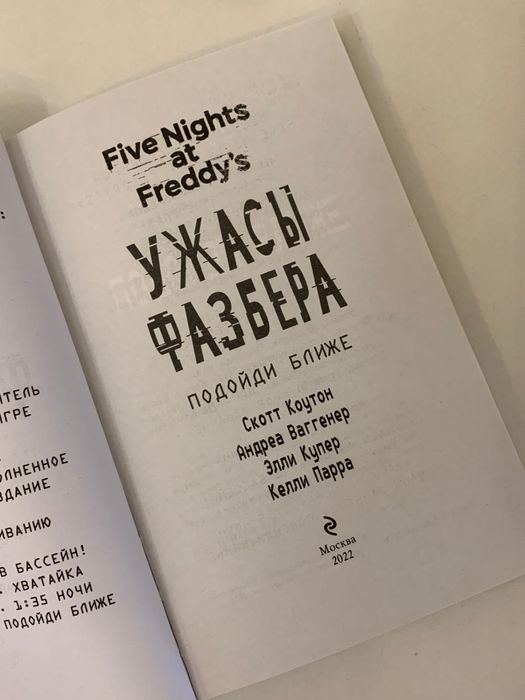 :
ИТЕЛЬ
ИГРЕ
ОЛНЕННОЕ
ЗДАНИЕ
ИВАНИЮ
В БАССЕЙН!
. ХВАТАЙКА
. 1:35 НОЧИ
ПОДОЙДИ БЛИЖЕ
Five Nights
at
Freddy's
УЖАСЫ
ФАЗБЕРА
ПОДОЙДИ БЛИЖЕ
Скотт Коутон
Андреа Ваггенер
Элли Купер
Келли Парра
Москва
2022